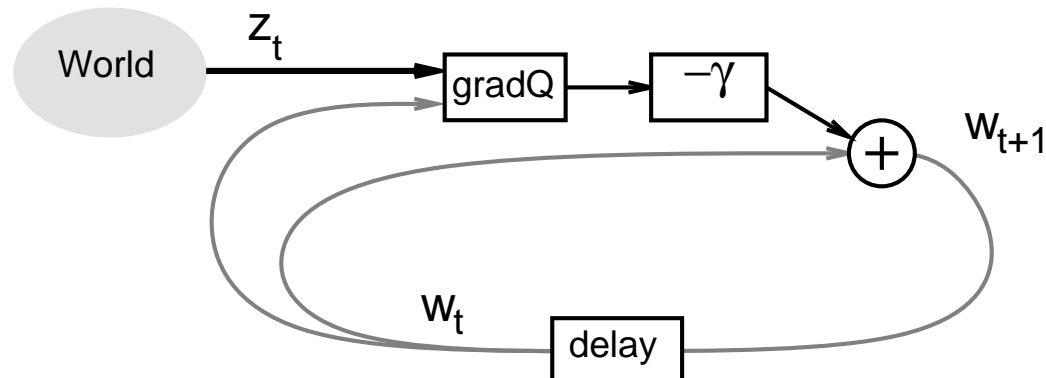 World
z_t
gradQ
−γ
+
w_{t+1}
w_t
delay